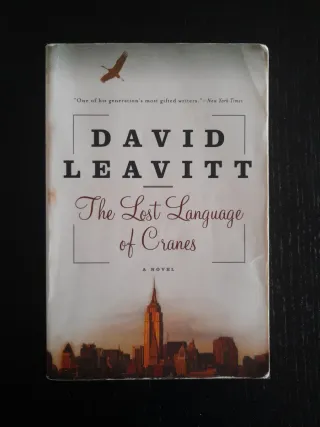 "One of his generation's most gifted writers."—New York Times
DAVID
LEAVITT
The Lost Language
of Cranes
A NOVEL